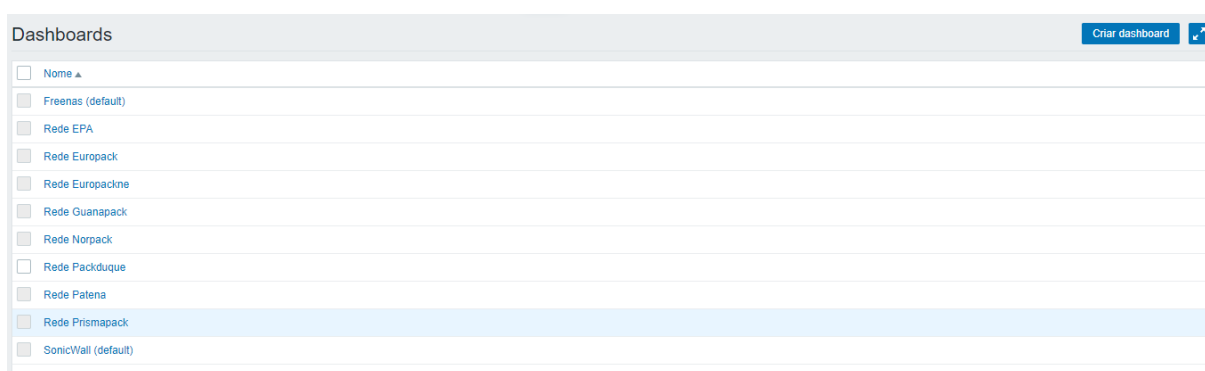 Dashboards
Criar dashboard
Nome
Freenas (default)
Rede EPA
Rede Europack
Rede Europackne
Rede Guanapack
Rede Norpack
Rede Packduque
Rede Patena
Rede Prismapack
SonicWall (default)